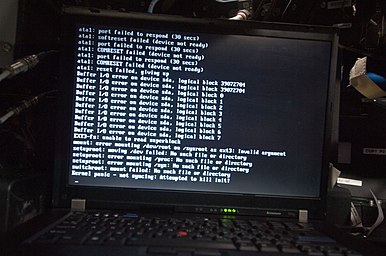 ata1: port failed to respond (30 secs)
ata1: softreset failed (device not ready)
ata1: port failed to respond (30 secs)
ata1: COMRESET failed (device not ready)
ata1: port failed to respond (30 secs)
ata1: COMRESET failed (device not ready)
ata1: reset failed, giving up
Buffer I/O error on device sda, logical block 39072704
Buffer I/O error on device sda, logical block 39072704
Buffer I/O error on device sda, logical block 0
Buffer I/O error on device sda, logical block 1
Buffer I/O error on device sda, logical block 2
Buffer I/O error on device sda, logical block 3
Buffer I/O error on device sda, logical block 4
Buffer I/O error on device sda, logical block 5
Buffer I/O error on device sda, logical block 6
Buffer I/O error on device sda, logical block 7
EXT3-fs: unable to read superblock
mount: error mounting /dev/root on /sysroot as ext3: Invalid argument
setuproot: moving /dev failed: No such file or directory
setuproot: error mounting /proc: No such file or directory
setuproot: error mounting /sys: No such file or directory
switchroot: mount failed: No such file or directory
Kernel panic - not syncing: Attempted to kill init!
lenovo